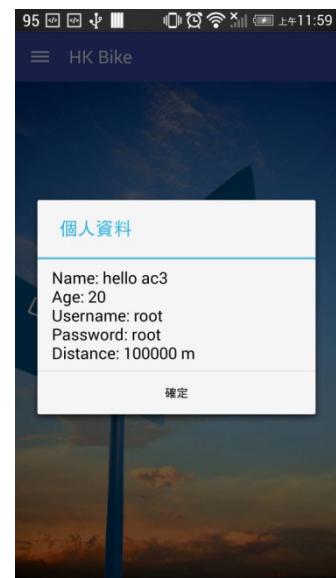 95 上午11:59
HK Bike
個人資料
Name: hello ac3
Age: 20
Username: root
Password: root
Distance: 100000 m
確定